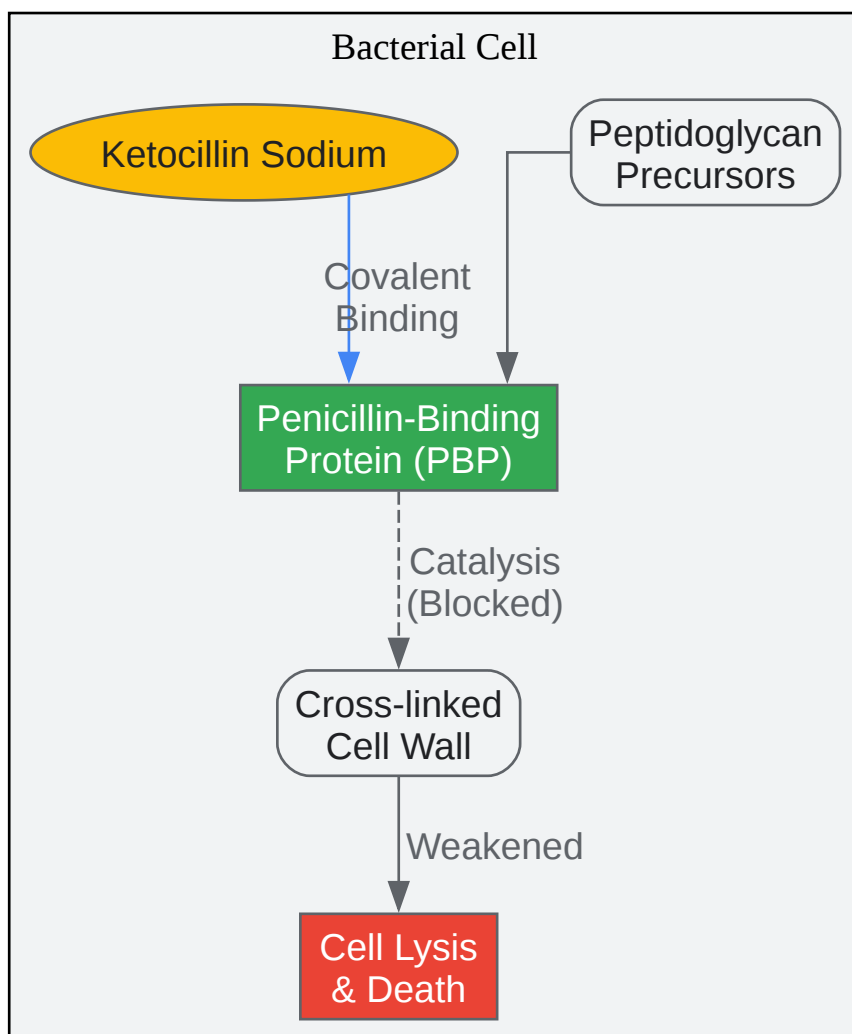 Bacterial Cell
Ketocillin Sodium
Peptidoglycan
Precursors
Covalent
Binding
Penicillin-Binding
Protein (PBP)
Catalysis
(Blocked)
Cross-linked
Cell Wall
Weakened
Cell Lysis
& Death